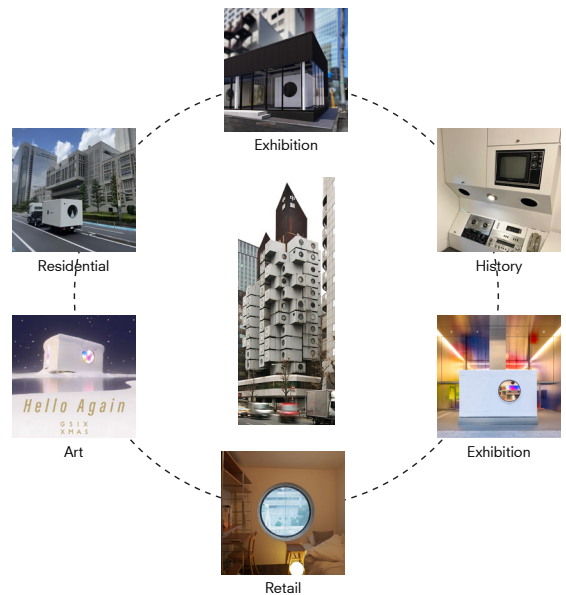 Exhibition
Residential
History
Hello Again
GSIX
XMAS
Art
Exhibition
Retail